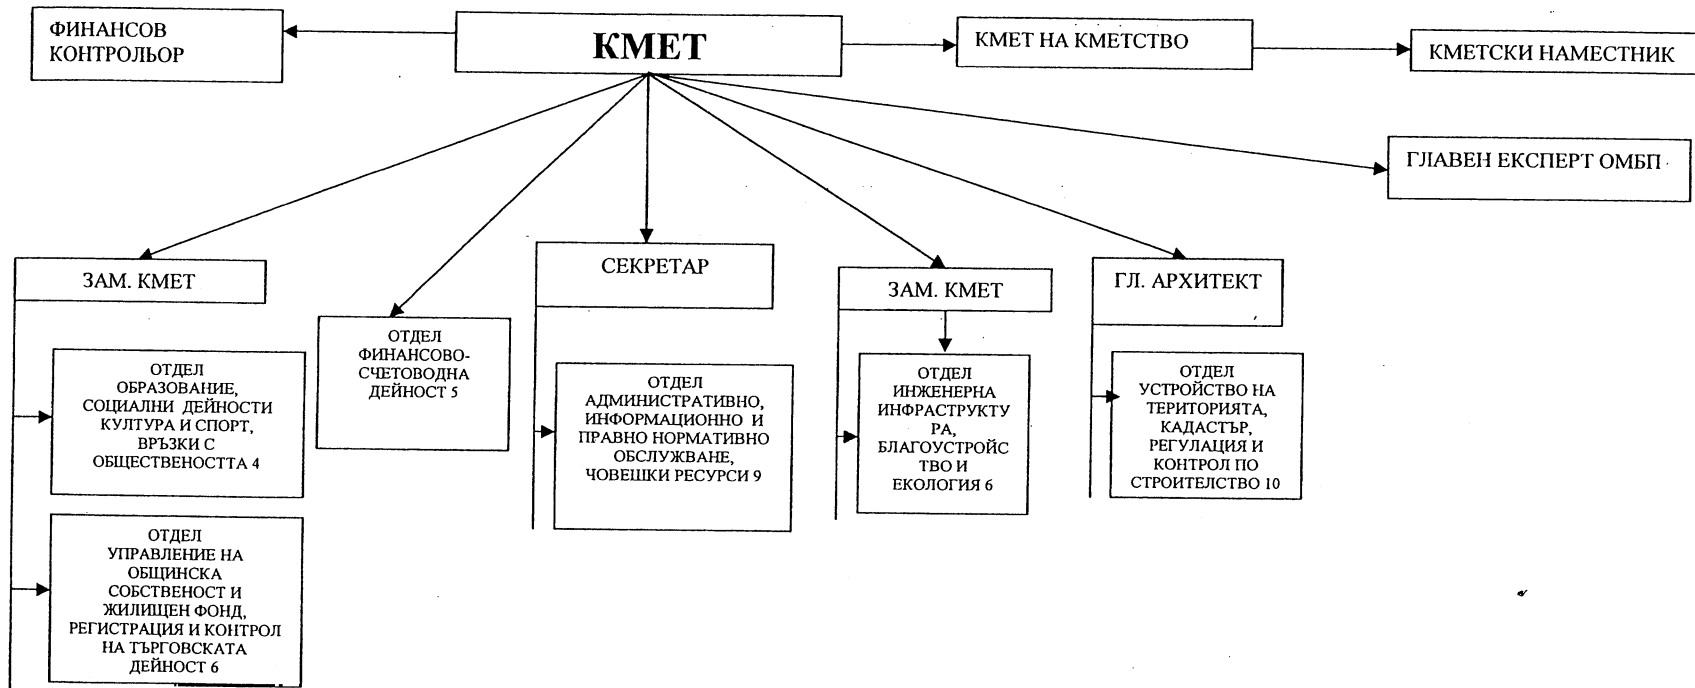 ФИНАНСОВ
КОНТРОЛЬОР
КМЕТ
КМЕТ НА КМЕТСТВО
КМЕТСКИ НАМЕСТНИК
ГЛАВЕН ЕКСПЕРТ ОМБП
ЗАМ. КМЕТ
СЕКРЕТАР
ЗАМ. КМЕТ
ГЛ. АРХИТЕКТ
ОТДЕЛ
ОБРАЗОВАНИЕ,
СОЦИАЛНИ ДЕЙНОСТИ
КУЛТУРА И СПОРТ,
ВРЪЗКИ С
ОБЩЕСТВЕНОСТТА 4
ОТДЕЛ
УПРАВЛЕНИЕ НА
ОБЩИНСКА
СОБСТВЕНОСТ И
ЖИЛИЩЕН ФОНД,
РЕГИСТРАЦИЯ И КОНТРОЛ
НА ТЪРГОВСКАТА
ДЕЙНОСТ 6
ОТДЕЛ
ФИНАНСОВО-
СЧЕТОВОДНА
ДЕЙНОСТ 5
ОТДЕЛ
АДМИНИСТРАТИВНО,
ИНФОРМАЦИОННО И
ПРАВНО НОРМАТИВНО
ОБСЛУЖВАНЕ,
ЧОВЕШКИ РЕСУРСИ 9
ОТДЕЛ
ИНЖЕНЕРНА
ИНФРАСТРУКТУ
РА,
БЛАГОУСТРОЙС
ТВО И
ЕКОЛОГИЯ 6
ОТДЕЛ
УСТРОЙСТВО НА
ТЕРИТОРИЯТА,
КАДАСТЪР,
РЕГУЛАЦИЯ И
КОНТРОЛ ПО
СТРОИТЕЛСТВО 10